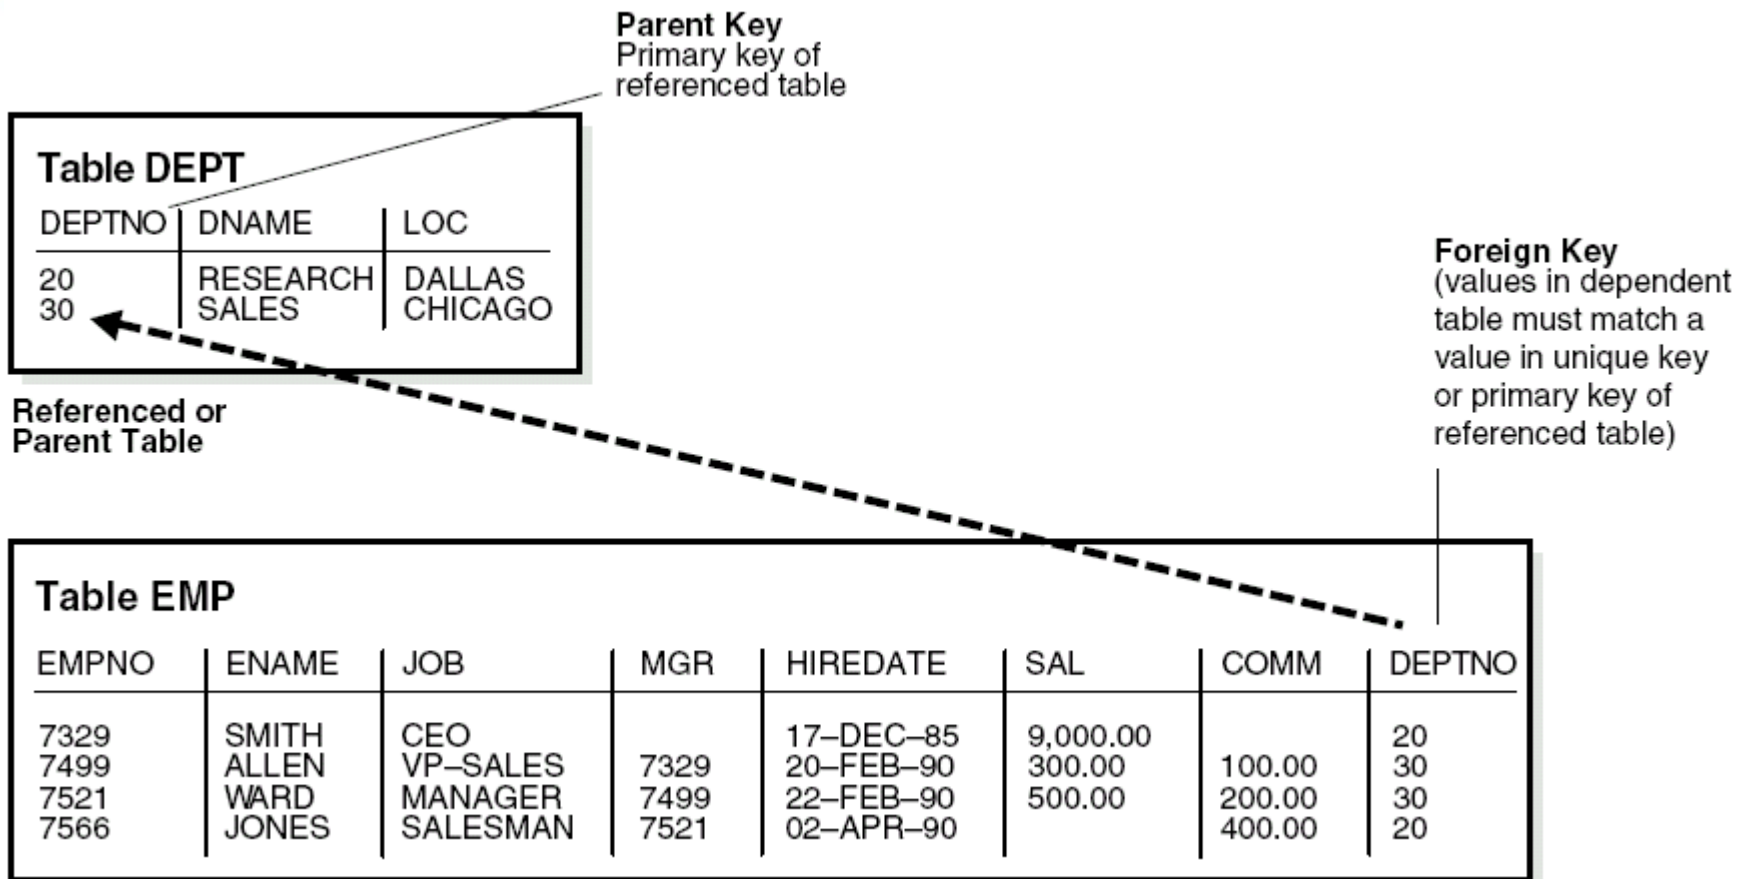 Parent Key
Primary key of
referenced table
Table DEPT
DEPTNO DNAME LOC
20 RESEARCH DALLAS
30 SALES CHICAGO
Referenced or
Parent Table
Foreign Key
(values in dependent
table must match a
value in unique key
or primary key of
referenced table)
Table EMP
EMPNO ENAME JOB MGR HIREDATE SAL COMM DEPTNO
7329 SMITH CEO 17–DEC–85 9,000.00 20
7499 ALLEN VP–SALES 7329 20–FEB–90 300.00 100.00 30
7521 WARD MANAGER 7499 22–FEB–90 500.00 200.00 30
7566 JONES SALESMAN 7521 02–APR–90 400.00 20